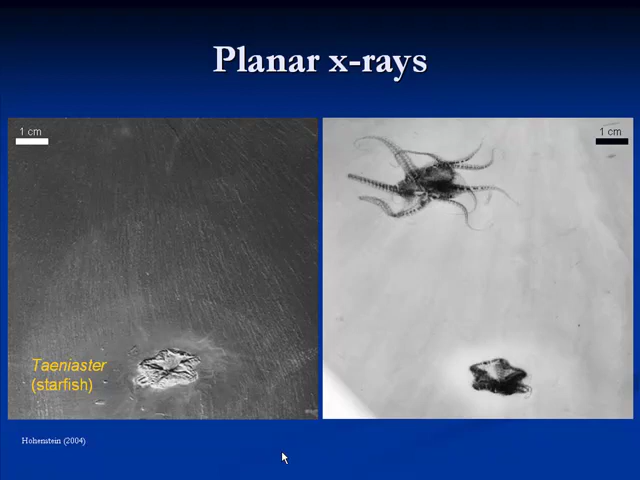 Planar x-rays
1 cm
1 cm
Taeniaster
(starfish)
Hohenstein (2004)